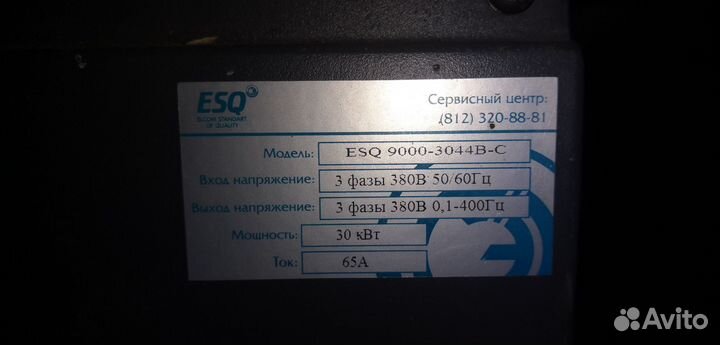 ESQ
ELCOM STANDART
OF QUALITY
Сервисный центр:
(812) 320-88-81
Модель: ESQ 9000-3044B-C
Вход напряжение: 3 фазы 380В 50/60Гц
Выход напряжение: 3 фазы 380В 0,1-400Гц
Мощность: 30 кВт
Ток: 65А
Avito